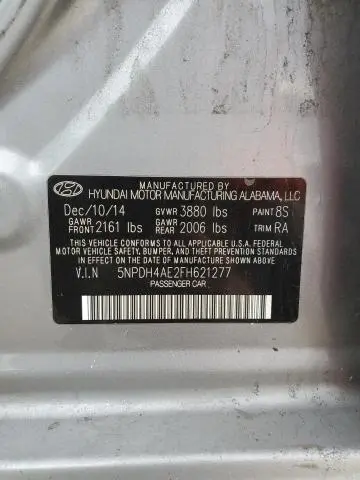 MANUFACTURED BY
HYUNDAI MOTOR MANUFACTURING ALABAMA, LLC
Dec/10/14 GVWR 3880 lbs PAINT 8S
GAWR FRONT 2161 lbs GAWR REAR 2006 lbs TRIM RA
THIS VEHICLE CONFORMS TO ALL APPLICABLE U.S. FEDERAL
MOTOR VEHICLE SAFETY, BUMPER, AND THEFT PREVENTION STANDARDS
IN EFFECT ON THE DATE OF MANUFACTURE SHOWN ABOVE.
V.I.N 5NPDH4AE2FH621277
PASSENGER CAR